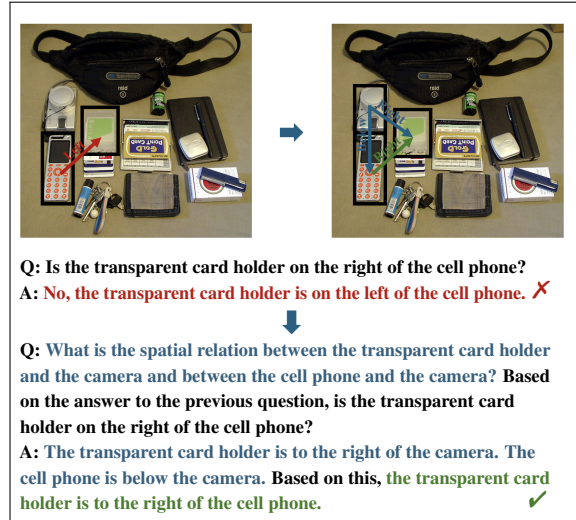 mip
GOLD
POINT CARD
Left
mip
GOLD
POINT CARD
Q: Is the transparent card holder on the right of the cell phone?
A: No, the transparent card holder is on the left of the cell phone. ✗
Q: What is the spatial relation between the transparent card holder
and the camera and between the cell phone and the camera? Based
on the answer to the previous question, is the transparent card
holder on the right of the cell phone?
A: The transparent card holder is to the right of the camera. The
cell phone is below the camera. Based on this, the transparent card
holder is to the right of the cell phone. ✓